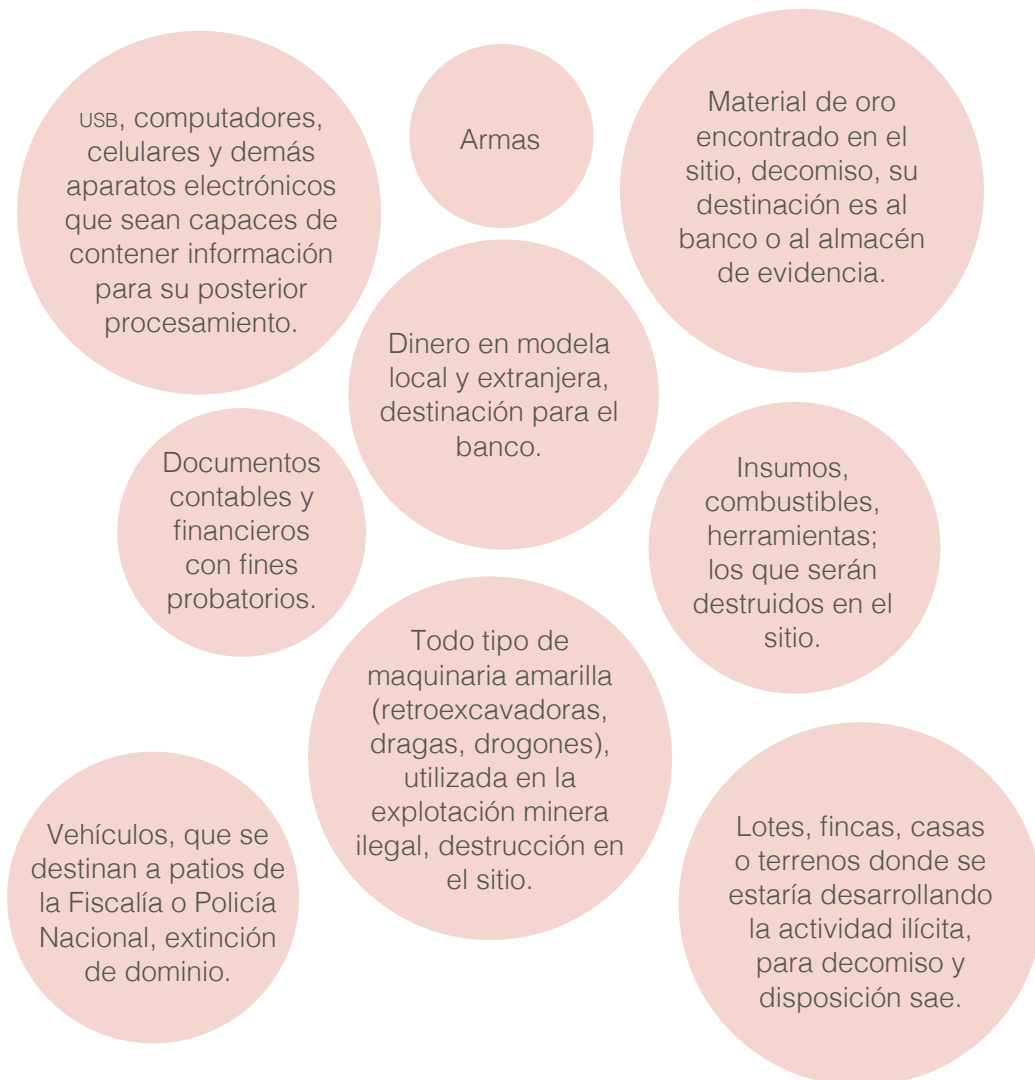 USB, computadores,
celulares y demás
aparatos electrónicos
que sean capaces de
contener información
para su posterior
procesamiento.
Armas
Material de oro
encontrado en el
sitio, decomiso, su
destinación es al
banco o al almacén
de evidencia.
Dinero en modela
local y extranjera,
destinación para el
banco.
Documentos
contables y
financieros
con fines
probatorios.
Insumos,
combustibles,
herramientas;
los que serán
destruidos en el
sitio.
Todo tipo de
maquinaria amarilla
(retroexcavadoras,
dragas, drogones),
utilizada en la
explotación minera
ilegal, destrucción en
el sitio.
Vehículos, que se
destinan a patios de
la Fiscalía o Policía
Nacional, extinción
de dominio.
Lotes, fincas, casas
o terrenos donde se
estaría desarrollando
la actividad ilícita,
para decomiso y
disposición sae.